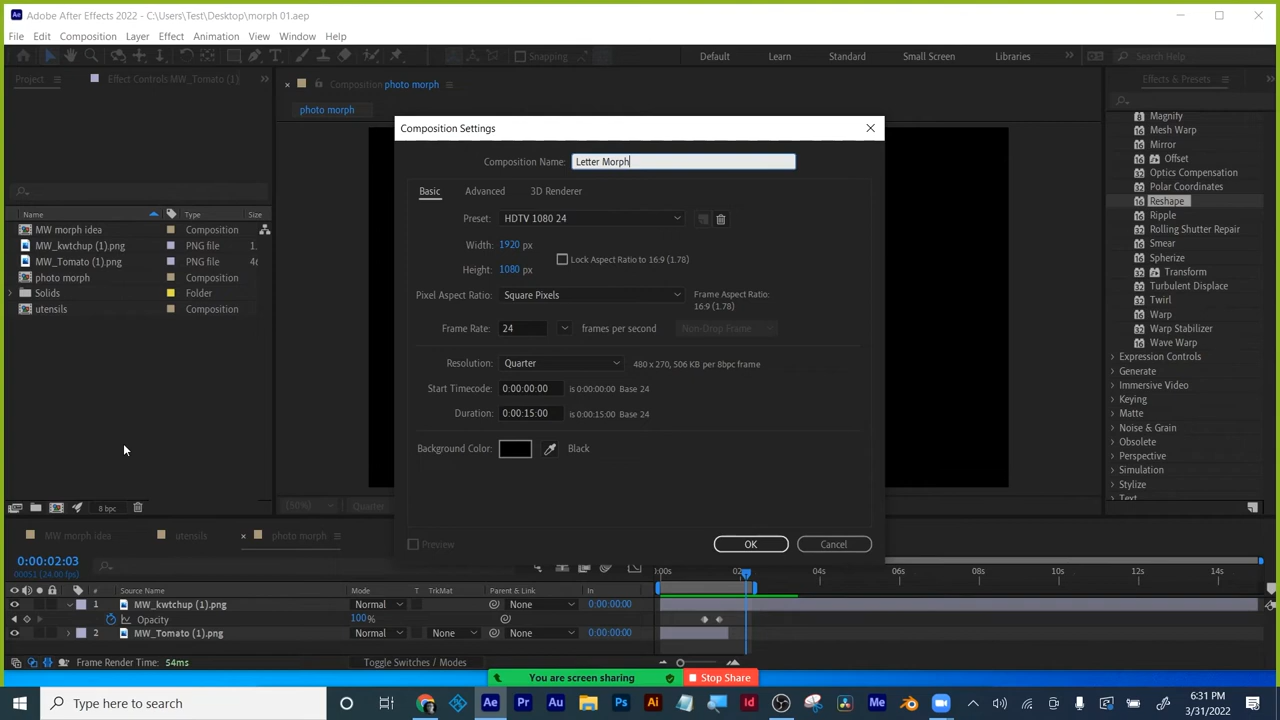 Adobe After Effects 2022 - C:\Users\Test\Desktop\morph 01.aep
File Edit Composition Layer Effect Animation View Window Help
Snapping Default Learn Standard Small Screen Libraries Search Help
Project Effect Controls MW_Tomato (1). Composition photo morph Effects & Presets
photo morph
Composition Settings
Composition Name: Letter Morph
Basic Advanced 3D Renderer
Preset: HDTV 1080 24
Width: 1920 px
Lock Aspect Ratio to 16:9 (1.78)
Height: 1080 px
Pixel Aspect Ratio: Square Pixels
Frame Aspect Ratio:
16:9 (1.78)
Frame Rate: 24 frames per second Non-Drop Frame
Resolution: Quarter 480 x 270, 506 KB per 8bpc frame
Start Timecode: 0:00:00:00 is 0:00:00:00 Base 24
Duration: 0:00:15:00 is 0:00:15:00 Base 24
Background Color: Black
Preview OK Cancel
Name Type Size
MW morph idea Composition
MW_kwtchup (1).png PNG file 1.
MW_Tomato (1).png PNG file 46
photo morph Composition
Solids Folder
utensils Composition
8 bpc
(50%) Quarter
Magnify
Mesh Warp
Mirror
Offset
Optics Compensation
Polar Coordinates
Reshape
Ripple
Rolling Shutter Repair
Smear
Spherize
Transform
Turbulent Displace
Twirl
Warp
Warp Stabilizer
Wave Warp
Expression Controls
Generate
Immersive Video
Keying
Matte
Noise & Grain
Obsolete
Perspective
Simulation
Stylize
Text
MW morph idea utensils photo morph
0:00:02:03
00051 (24.00 fps)
:00s 02s 04s 06s 08s 10s 12s 14s
# Source Name Mode T TrkMat Parent & Link In
1 MW_kwtchup (1).png Normal None 0:00:00:00
Opacity 100%
2 MW_Tomato (1).png Normal None None 0:00:00:00
Frame Render Time: 54ms Toggle Switches / Modes
You are screen sharing Stop Share
Type here to search
6:31 PM
3/31/2022